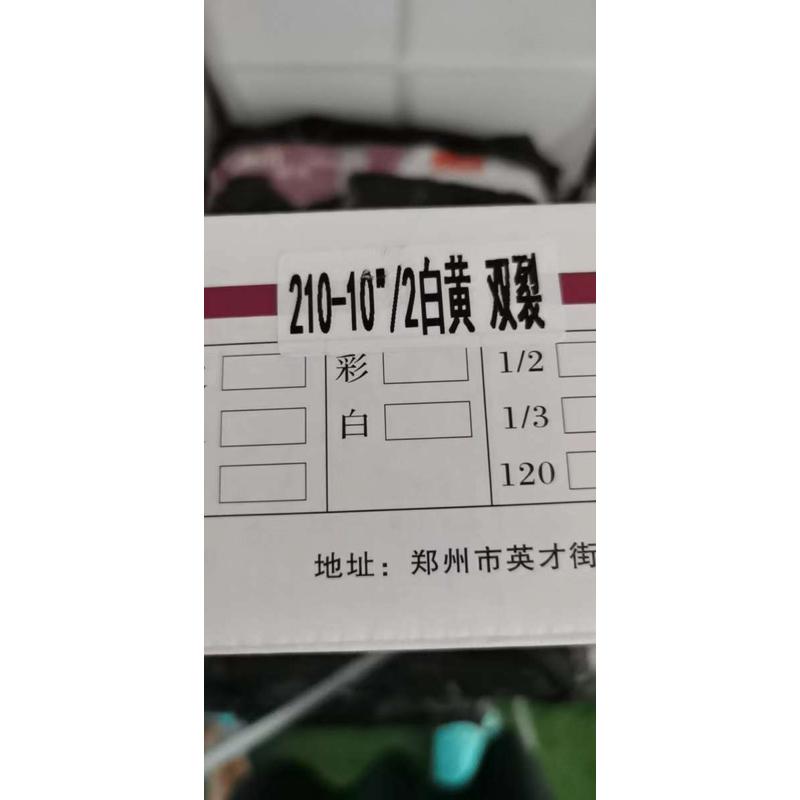 210-10"/2白黄 双裂
彩 1/2
白 1/3
120
地址：郑州市英才街